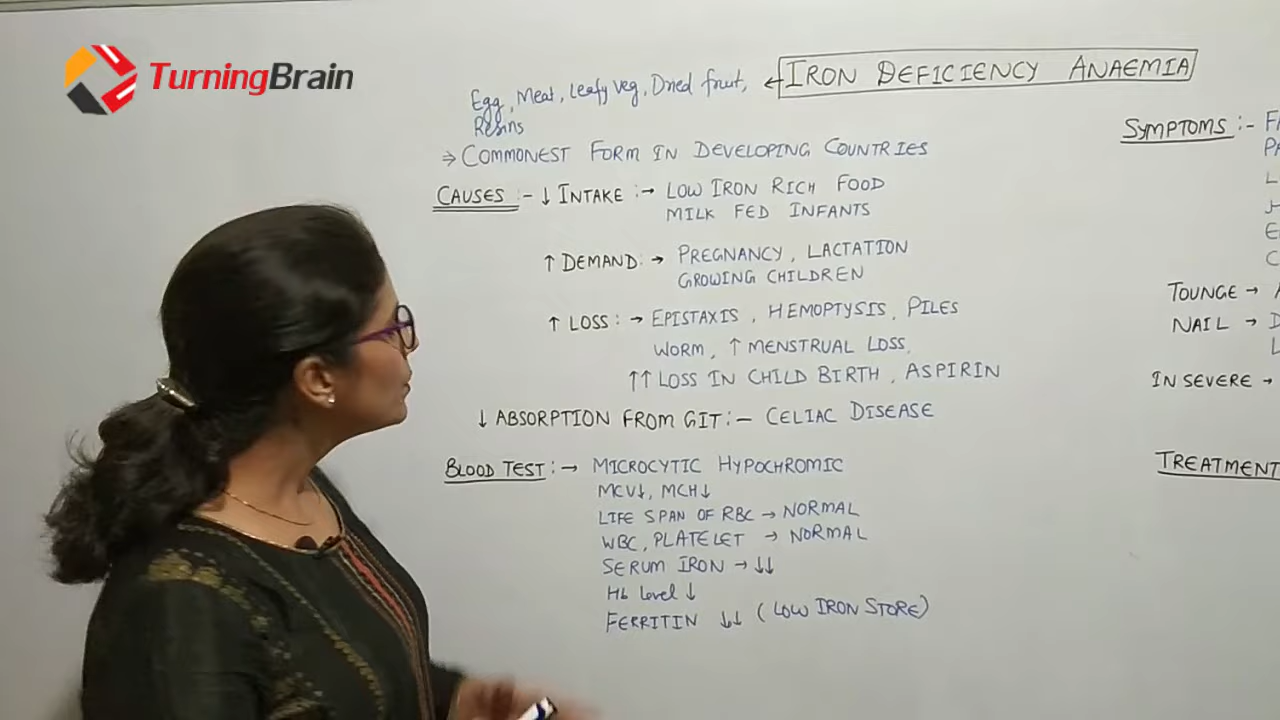 TurningBrain
Egg, Meat, Leafy veg, Dried fruit, ← IRON DEFICIENCY ANAEMIA
Resins
⇒ COMMONEST FORM IN DEVELOPING COUNTRIES
CAUSES :- ↓ INTAKE :→ LOW IRON RICH FOOD
MILK FED INFANTS
↑ DEMAND :→ PREGNANCY, LACTATION
GROWING CHILDREN
↑ LOSS :→ EPISTAXIS, HEMOPTYSIS, PILES
WORM, ↑ MENSTRUAL LOSS,
↑↑ LOSS IN CHILD BIRTH, ASPIRIN
↓ ABSORPTION FROM GIT :- CELIAC DISEASE
BLOOD TEST :→ MICROCYTIC HYPOCHROMIC
MCV↓, MCH↓
LIFE SPAN OF RBC → NORMAL
WBC, PLATELET → NORMAL
SERUM IRON → ↓↓
Hb level ↓
FERRITIN ↓↓ (LOW IRON STORE)
SYMPTOMS :-
TOUNGE →
NAIL →
IN SEVERE →
TREATMENT